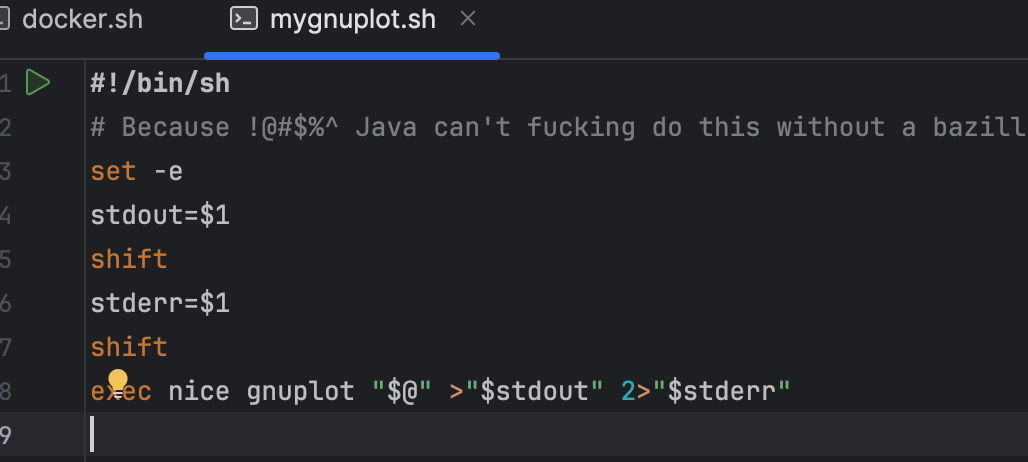 docker.sh mygnuplot.sh
1 #!/bin/sh
2 # Because !@#$%^ Java can't fucking do this without a bazill
3 set -e
4 stdout=$1
5 shift
6 stderr=$1
7 shift
8 exec nice gnuplot "$@" >"$stdout" 2>"$stderr"
9